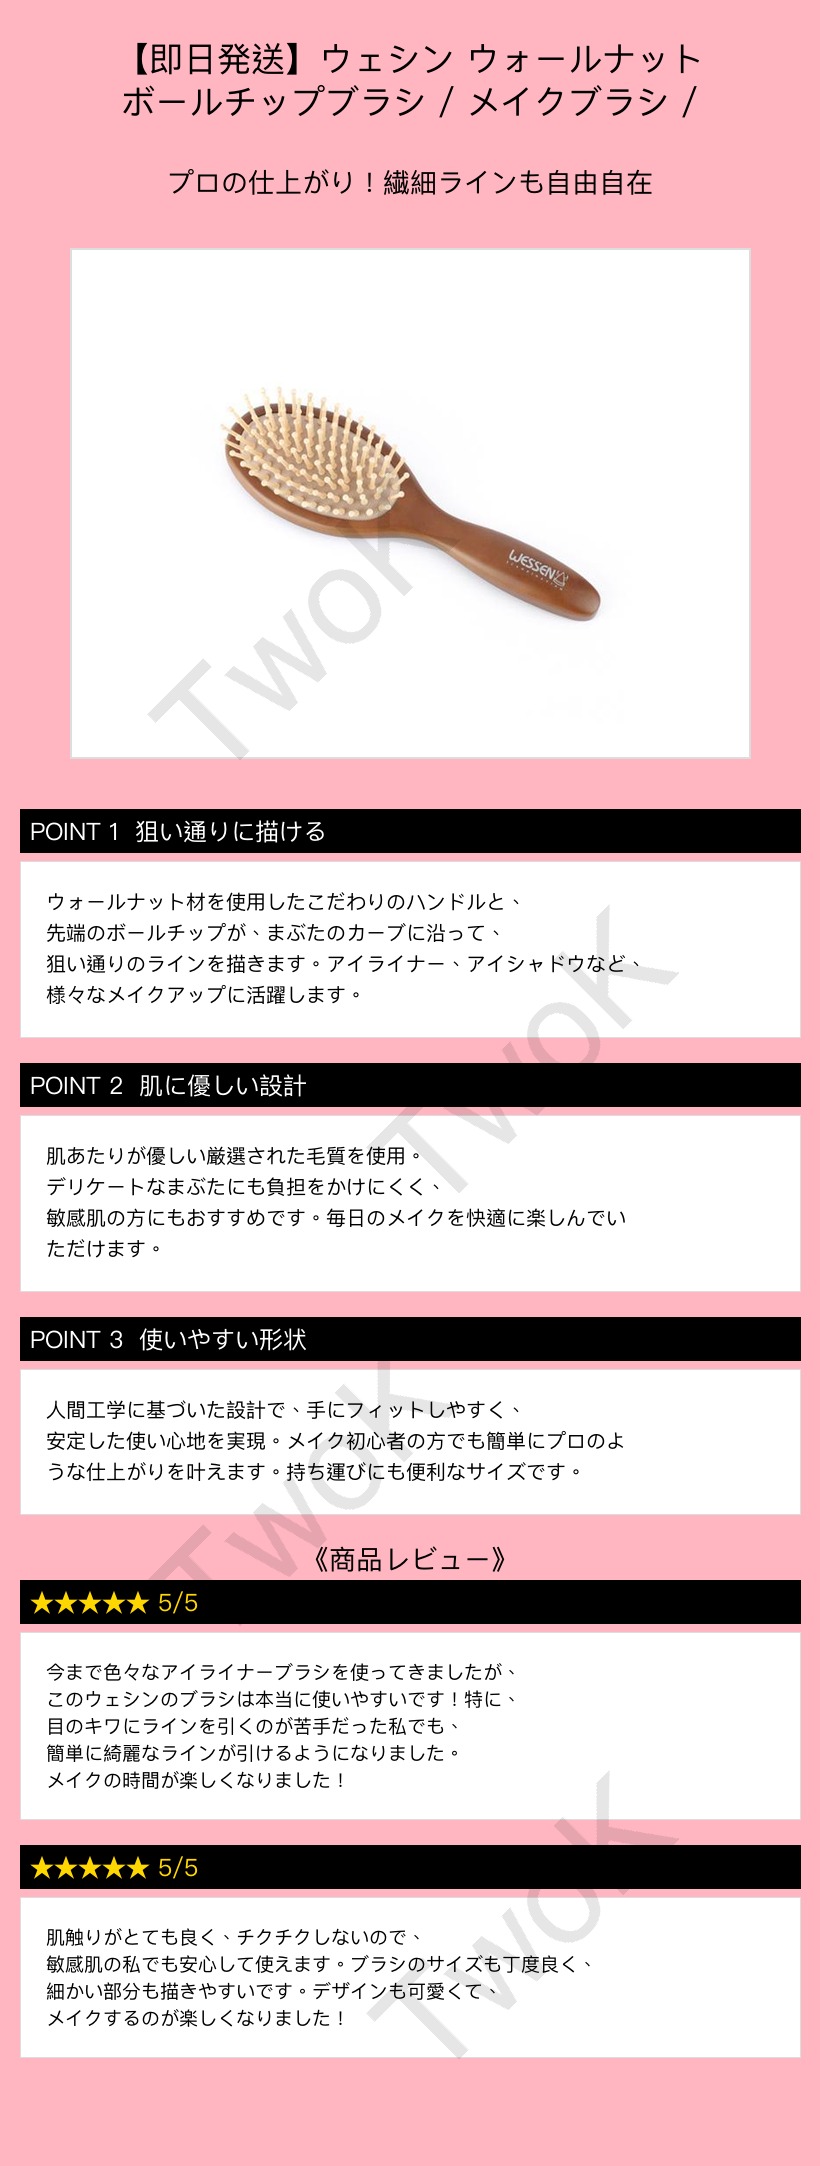 【即日発送】ウェシン ウォールナット
ボールチップブラシ / メイクブラシ /
プロの仕上がり！繊細ラインも自由自在
WESSEN
TwoK
POINT 1 狙い通りに描ける
ウォールナット材を使用したこだわりのハンドルと、
先端のボールチップが、まぶたのカーブに沿って、
狙い通りのラインを描きます。アイライナー、アイシャドウなど、
様々なメイクアップに活躍します。
TwoK
POINT 2 肌に優しい設計
肌あたりが優しい厳選された毛質を使用。
デリケートなまぶたにも負担をかけにくく、
敏感肌の方にもおすすめです。毎日のメイクを快適に楽しんでい
ただけます。
POINT 3 使いやすい形状
人間工学に基づいた設計で、手にフィットしやすく、
安定した使い心地を実現。メイク初心者の方でも簡単にプロのよ
うな仕上がりを叶えます。持ち運びにも便利なサイズです。
TwoK
《商品レビュー》
★★★★★ 5/5
今まで色々なアイライナーブラシを使ってきましたが、
このウェシンのブラシは本当に使いやすいです！特に、
目のキワにラインを引くのが苦手だった私でも、
簡単に綺麗なラインが引けるようになりました。
メイクの時間が楽しくなりました！
★★★★★ 5/5
肌触りがとても良く、チクチクしないので、
敏感肌の私でも安心して使えます。ブラシのサイズも丁度良く、
細かい部分も描きやすいです。デザインも可愛くて、
メイクするのが楽しくなりました！
TwoK